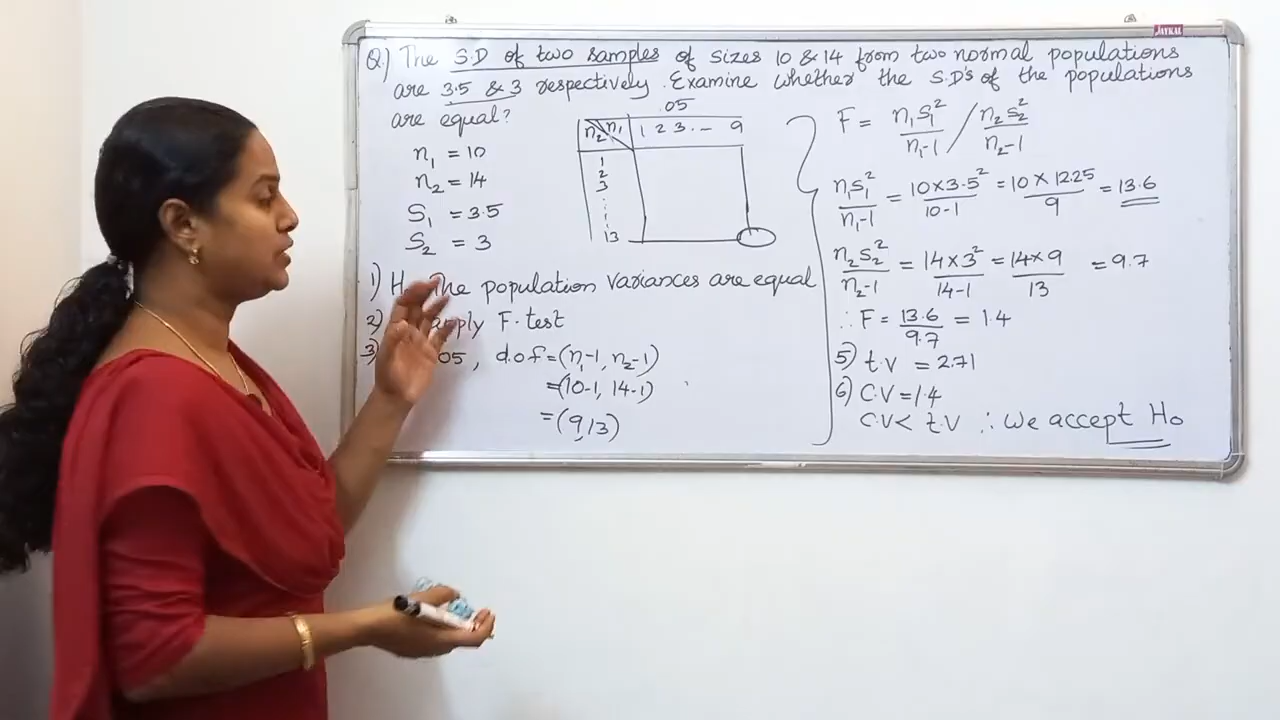 JAYKAL
Q.) The S.D of two samples of sizes 10 & 14 from two normal populations
are 3.5 & 3 respectively. Examine whether the S.D's of the populations
are equal?
n₁ = 10
n₂ = 14
S₁ = 3.5
S₂ = 3
.05
n₂ n₁ 1 2 3 .— 9
1
2
3
13
1) H The population variances are equal
2) apply F-test
3) 05, d.o.f = (n₁-1, n₂-1)
= (10-1, 14-1)
= (9,13)
F = n₁S₁²/n₁-1 / n₂S₂²/n₂-1
n₁S₁²/n₁-1 = 10×3.5²/10-1 = 10×12.25/9 = 13.6
n₂S₂²/n₂-1 = 14×3²/14-1 = 14×9/13 = 9.7
∴ F = 13.6/9.7 = 1.4
5) t.v = 2.71
6) C.V = 1.4
C.V < t.V ∴ We accept Ho